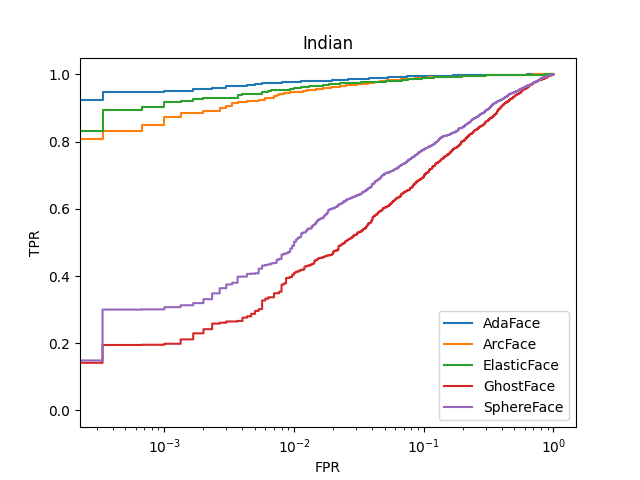 Indian
TPR
1.0
0.8
0.6
0.4
0.2
0.0
10⁻³
10⁻²
10⁻¹
10⁰
FPR
AdaFace
ArcFace
ElasticFace
GhostFace
SphereFace